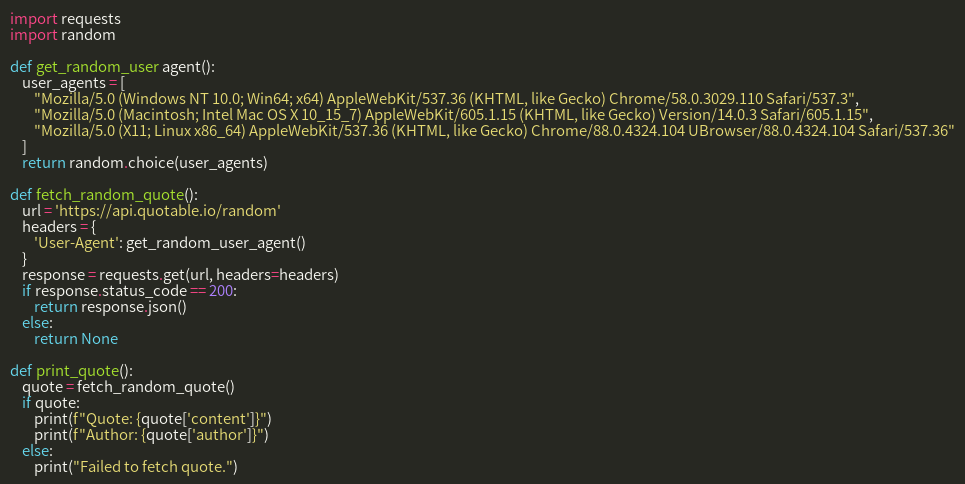 import requests
import random

def get_random_user agent():
    user_agents = [
        "Mozilla/5.0 (Windows NT 10.0; Win64; x64) AppleWebKit/537.36 (KHTML, like Gecko) Chrome/58.0.3029.110 Safari/537.3",
        "Mozilla/5.0 (Macintosh; Intel Mac OS X 10_15_7) AppleWebKit/605.1.15 (KHTML, like Gecko) Version/14.0.3 Safari/605.1.15",
        "Mozilla/5.0 (X11; Linux x86_64) AppleWebKit/537.36 (KHTML, like Gecko) Chrome/88.0.4324.104 UBrowser/88.0.4324.104 Safari/537.36"
    ]
    return random.choice(user_agents)

def fetch_random_quote():
    url = 'https://api.quotable.io/random'
    headers = {
        'User-Agent': get_random_user_agent()
    }
    response = requests.get(url, headers=headers)
    if response.status_code == 200:
        return response.json()
    else:
        return None

def print_quote():
    quote = fetch_random_quote()
    if quote:
        print(f"Quote: {quote['content']}")
        print(f"Author: {quote['author']}")
    else:
        print("Failed to fetch quote.")